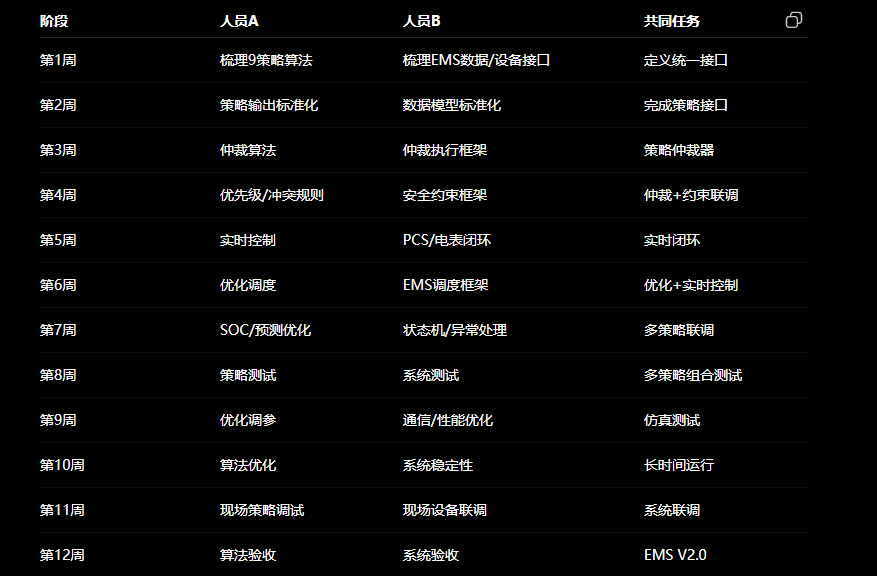 阶段 人员A 人员B 共同任务
第1周 梳理9策略算法 梳理EMS数据/设备接口 定义统一接口
第2周 策略输出标准化 数据模型标准化 完成策略接口
第3周 仲裁算法 仲裁执行框架 策略仲裁器
第4周 优先级/冲突规则 安全约束框架 仲裁+约束联调
第5周 实时控制 PCS/电表闭环 实时闭环
第6周 优化调度 EMS调度框架 优化+实时控制
第7周 SOC/预测优化 状态机/异常处理 多策略联调
第8周 策略测试 系统测试 多策略组合测试
第9周 优化调参 通信/性能优化 仿真测试
第10周 算法优化 系统稳定性 长时间运行
第11周 现场策略调试 现场设备联调 系统联调
第12周 算法验收 系统验收 EMS V2.0